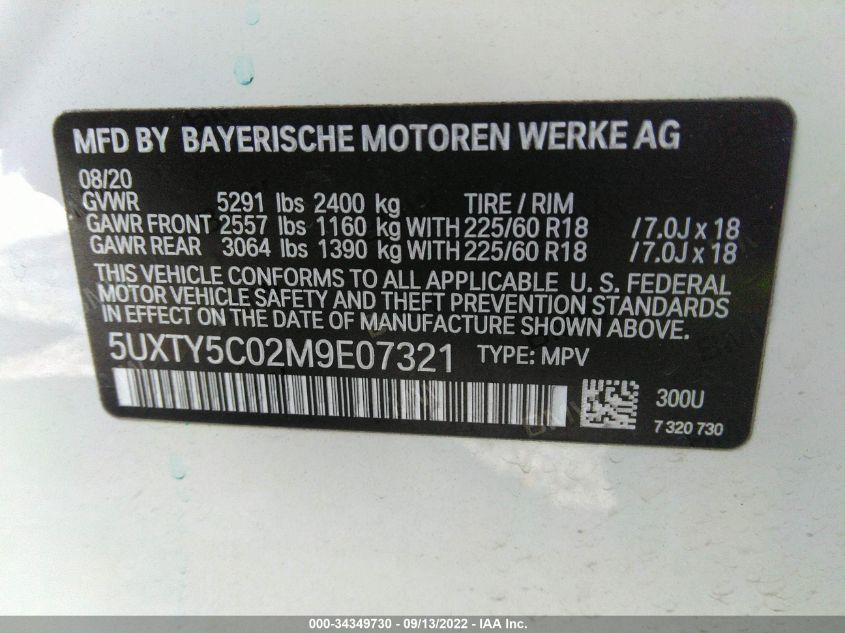 MFD BY BAYERISCHE MOTOREN WERKE AG
08/20
GVWR 5291 lbs 2400 kg TIRE / RIM
GAWR FRONT 2557 lbs 1160 kg WITH 225/60 R18 /7.0J x 18
GAWR REAR 3064 lbs 1390 kg WITH 225/60 R18 /7.0J x 18
THIS VEHICLE CONFORMS TO ALL APPLICABLE U. S. FEDERAL
MOTOR VEHICLE SAFETY AND THEFT PREVENTION STANDARDS
IN EFFECT ON THE DATE OF MANUFACTURE SHOWN ABOVE.
5UXTY5C02M9E07321 TYPE: MPV
300U
7 320 730
000-34349730 - 09/13/2022 - IAA, Inc.